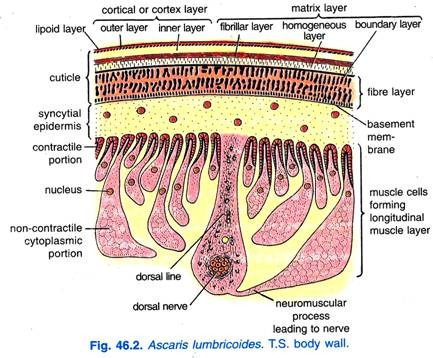 cortical or cortex layer
matrix layer
lipoid layer
outer layer
inner layer
fibrillar layer
homogeneous
layer
boundary layer
cuticle
fibre layer
syncytial
epidermis
basement
mem-
brane
contractile
portion
nucleus
muscle cells
forming
longitudinal
muscle layer
non-contractile
cytoplasmic
portion
dorsal line
dorsal nerve
neuromuscular
process
leading to nerve
Fig. 46.2. Ascaris lumbricoides. T.S. body wall.